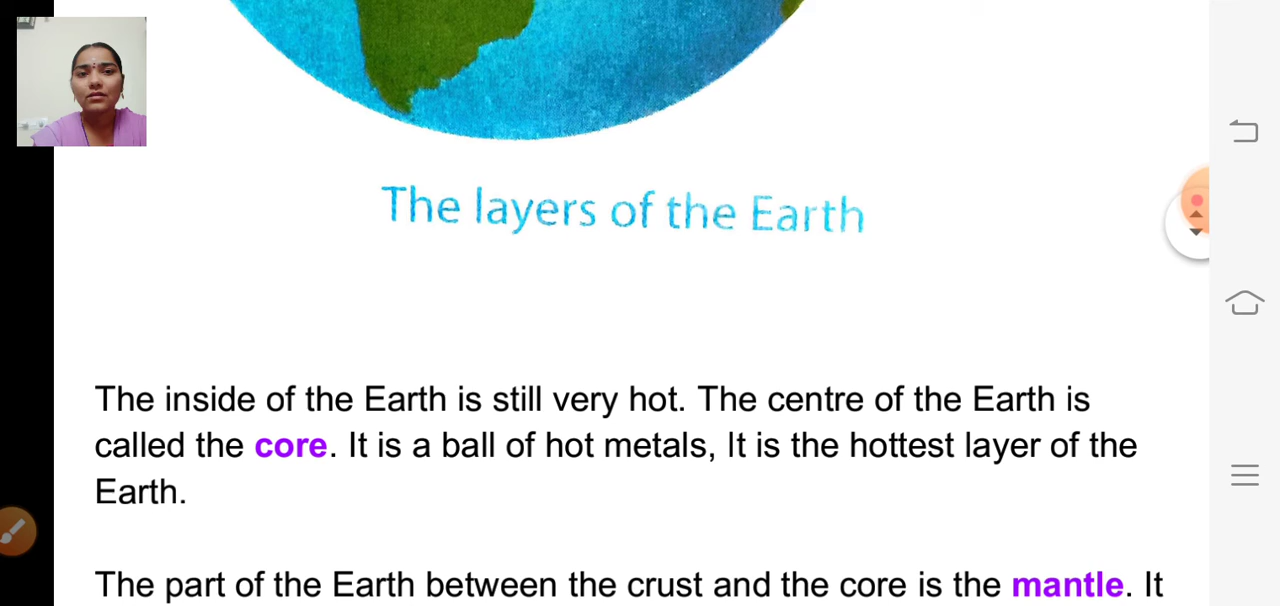 The layers of the Earth
The inside of the Earth is still very hot. The centre of the Earth is
called the core. It is a ball of hot metals, It is the hottest layer of the
Earth.
The part of the Earth between the crust and the core is the mantle. It